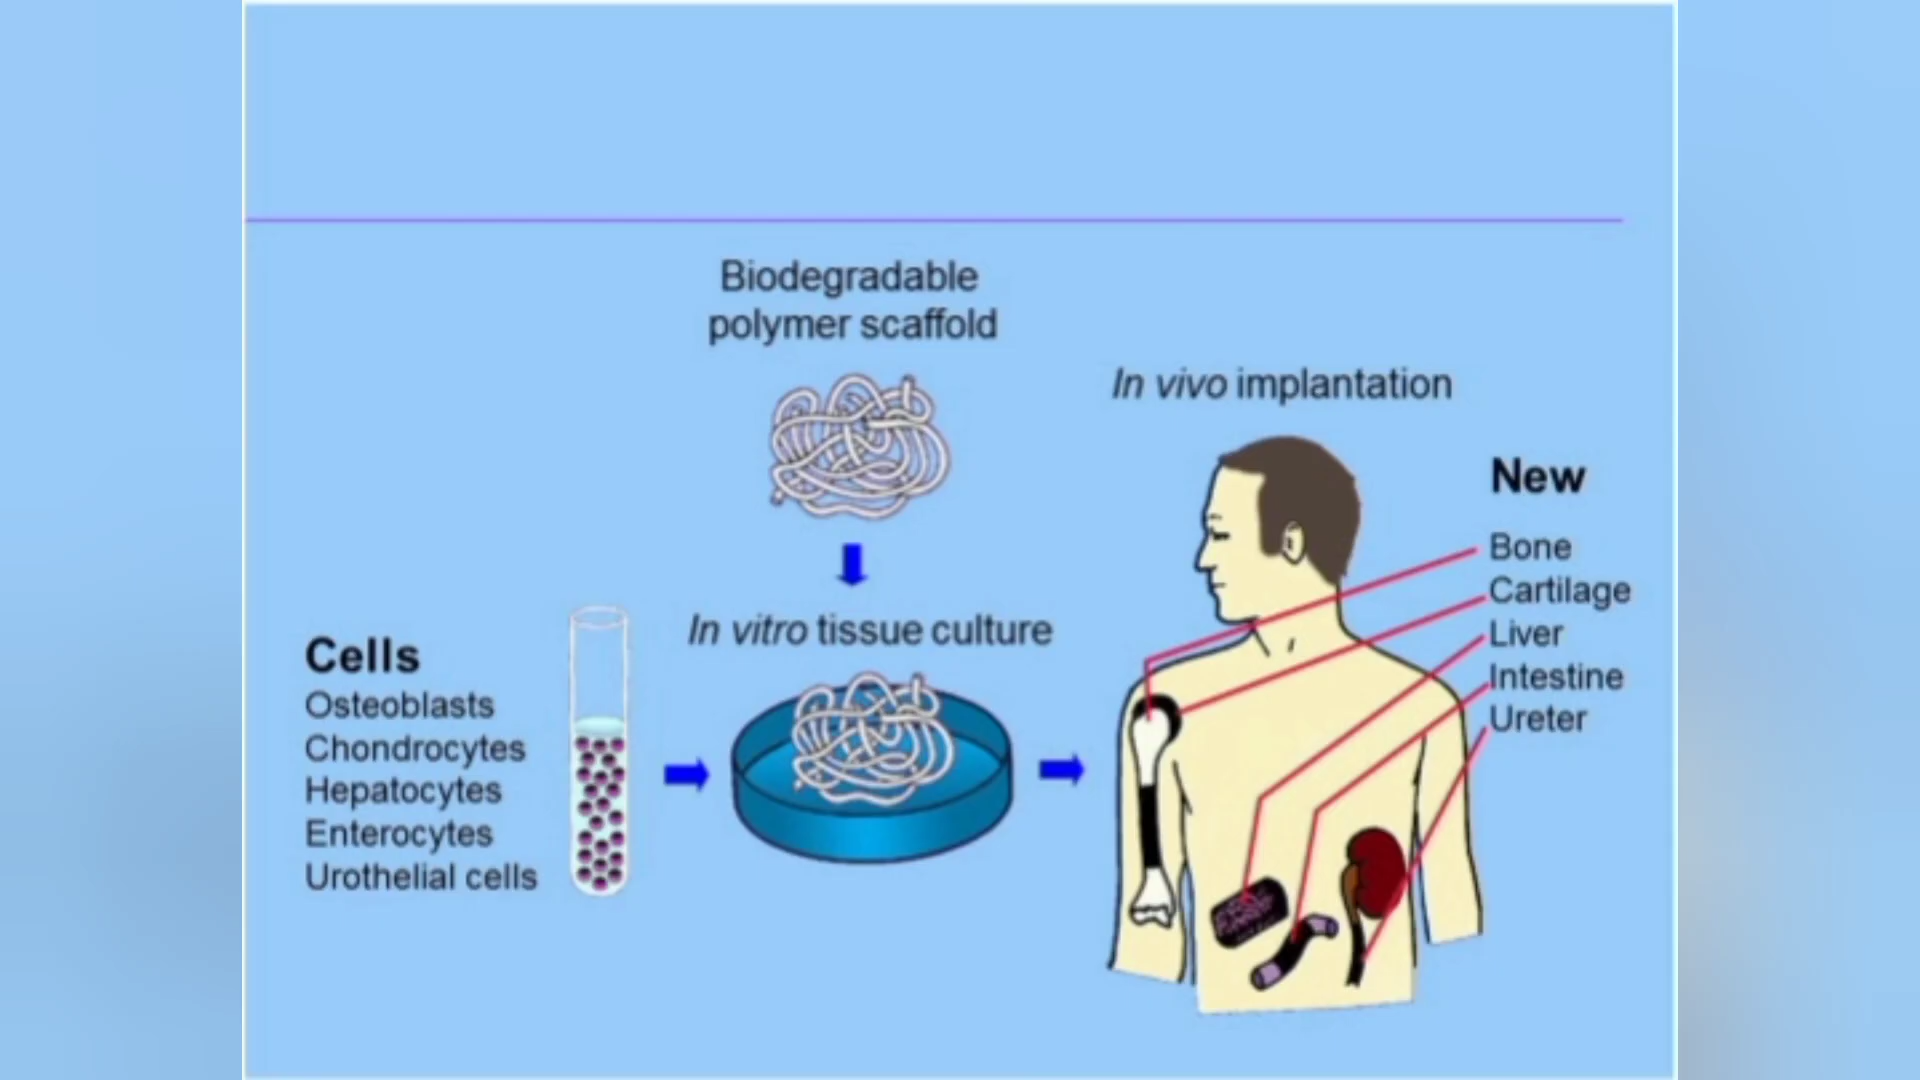 Biodegradable
polymer scaffold
In vivo implantation
New
Bone
Cartilage
Liver
Intestine
Ureter
In vitro tissue culture
Cells
Osteoblasts
Chondrocytes
Hepatocytes
Enterocytes
Urothelial cells